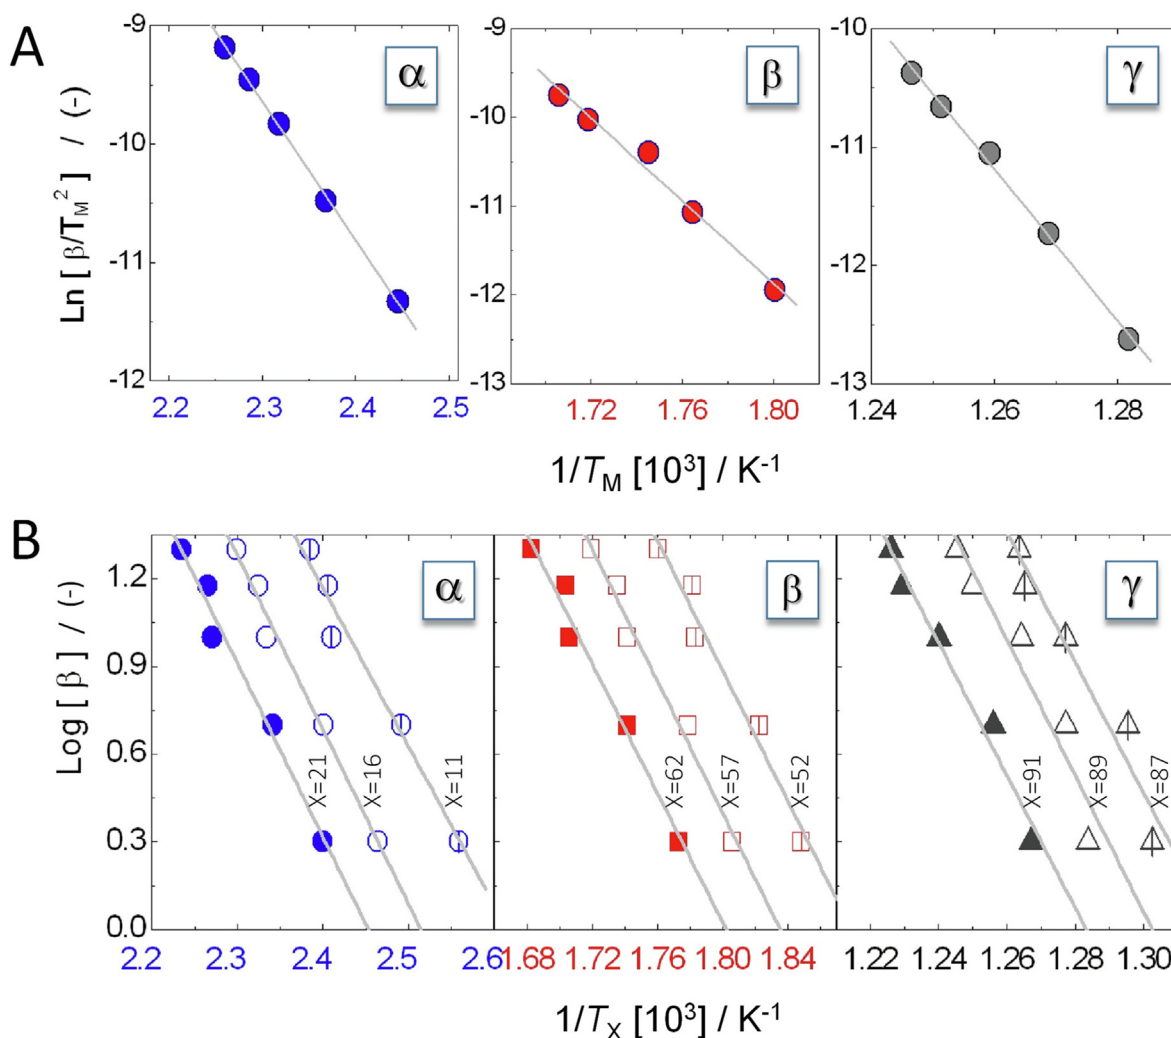 A
Ln [ β/T_M^2 ] / (-)
-9
-10
-11
-12
α
2.2 2.3 2.4 2.5
-9
-10
-11
-12
-13
β
1.72 1.76 1.80
-10
-11
-12
-13
γ
1.24 1.26 1.28
1/T_M [10^3] / K^-1
B
Log [ β ] / (-)
1.2
0.9
0.6
0.3
0.0
α
X=21 X=16 X=11
2.2 2.3 2.4 2.5 2.6
β
X=62 X=57 X=52
1.68 1.72 1.76 1.80 1.84
γ
X=91 X=89 X=87
1.22 1.24 1.26 1.28 1.30
1/T_X [10^3] / K^-1